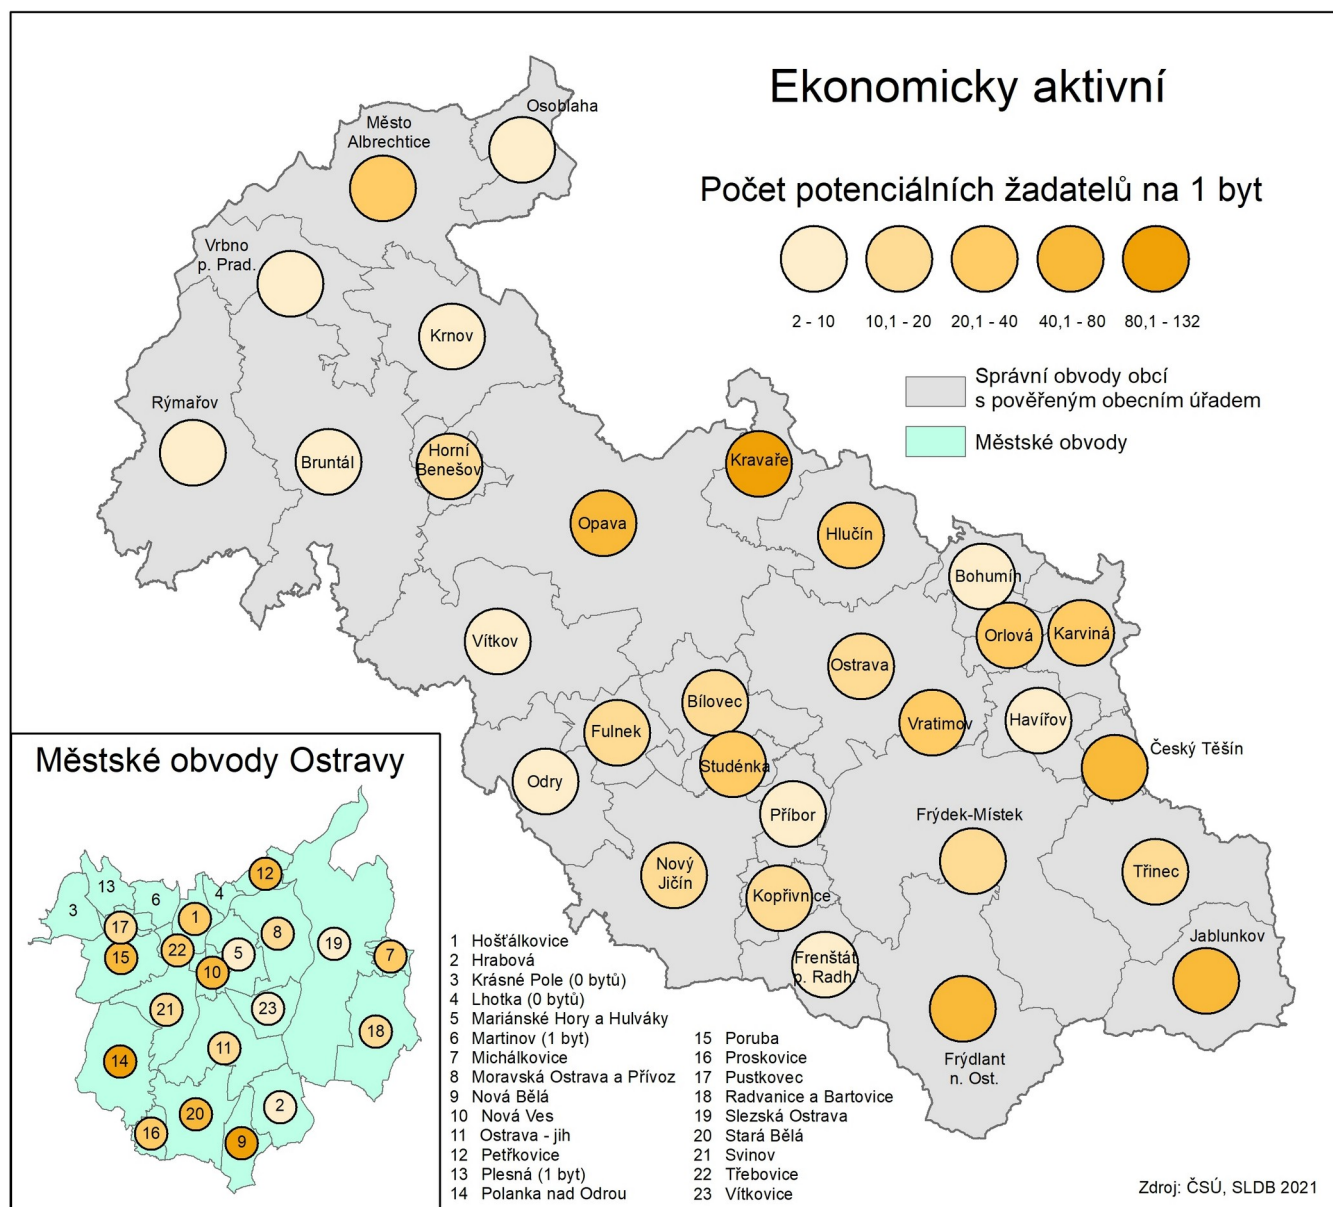 Ekonomicky aktivní
Počet potenciálních žadatelů na 1 byt
2 - 10
10,1 - 20
20,1 - 40
40,1 - 80
80,1 - 132
Správní obvody obcí
s pověřeným obecním úřadem
Městské obvody
Osoblaha
Město
Albrechtice
Vrbno
p. Prad.
Krnov
Rýmařov
Bruntál
Horní
Benešov
Kravaře
Opava
Hlučín
Bohumín
Orlová
Karviná
Vítkov
Ostrava
Bílovec
Vratimov
Havířov
Fulnek
Český Těšín
Studénka
Odry
Příbor
Frýdek-Místek
Nový
Jičín
Kopřivnice
Třinec
Jablunkov
Frenštát
p. Radh.
Frýdlant
n. Ost.
Městské obvody Ostravy
12
13
6
4
3
1
17
8
19
22
5
15
10
7
21
23
18
11
14
2
20
16
9
1 Hošťálkovice
2 Hrabová
3 Krásné Pole (0 bytů)
4 Lhotka (0 bytů)
5 Mariánské Hory a Hulváky
6 Martinov (1 byt)
7 Michálkovice
8 Moravská Ostrava a Přívoz
9 Nová Bělá
10 Nová Ves
11 Ostrava - jih
12 Petřkovice
13 Plesná (1 byt)
14 Polanka nad Odrou
15 Poruba
16 Proskovice
17 Pustkovec
18 Radvanice a Bartovice
19 Slezská Ostrava
20 Stará Bělá
21 Svinov
22 Třebovice
23 Vítkovice
Zdroj: ČSÚ, SLDB 2021